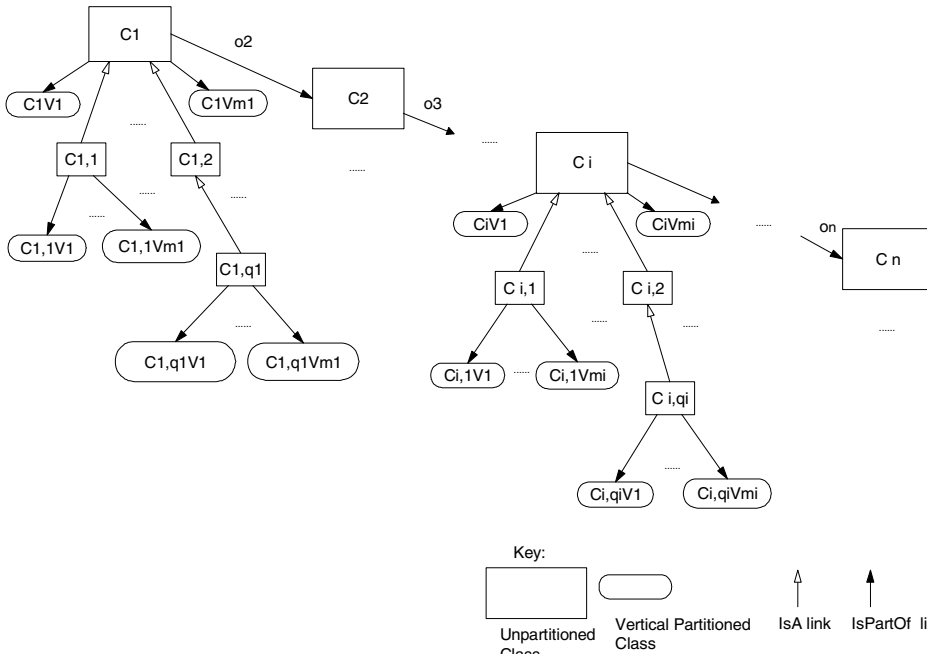 C1
o2
C1V1
C1Vm1
C2
o3
......
C1,1
C1,2
......
......
C i
......
......
......
C1,1V1
C1,1Vm1
CiV1
CiVmi
......
on
C n
C1,q1
......
C i,1
C i,2
......
......
......
......
C1,q1V1
C1,q1Vm1
Ci,1V1
......
Ci,1Vmi
C i,qi
......
Ci,qiV1
Ci,qiVmi
Key:
Unpartitioned
Class
Vertical Partitioned
Class
IsA link
IsPartOf li